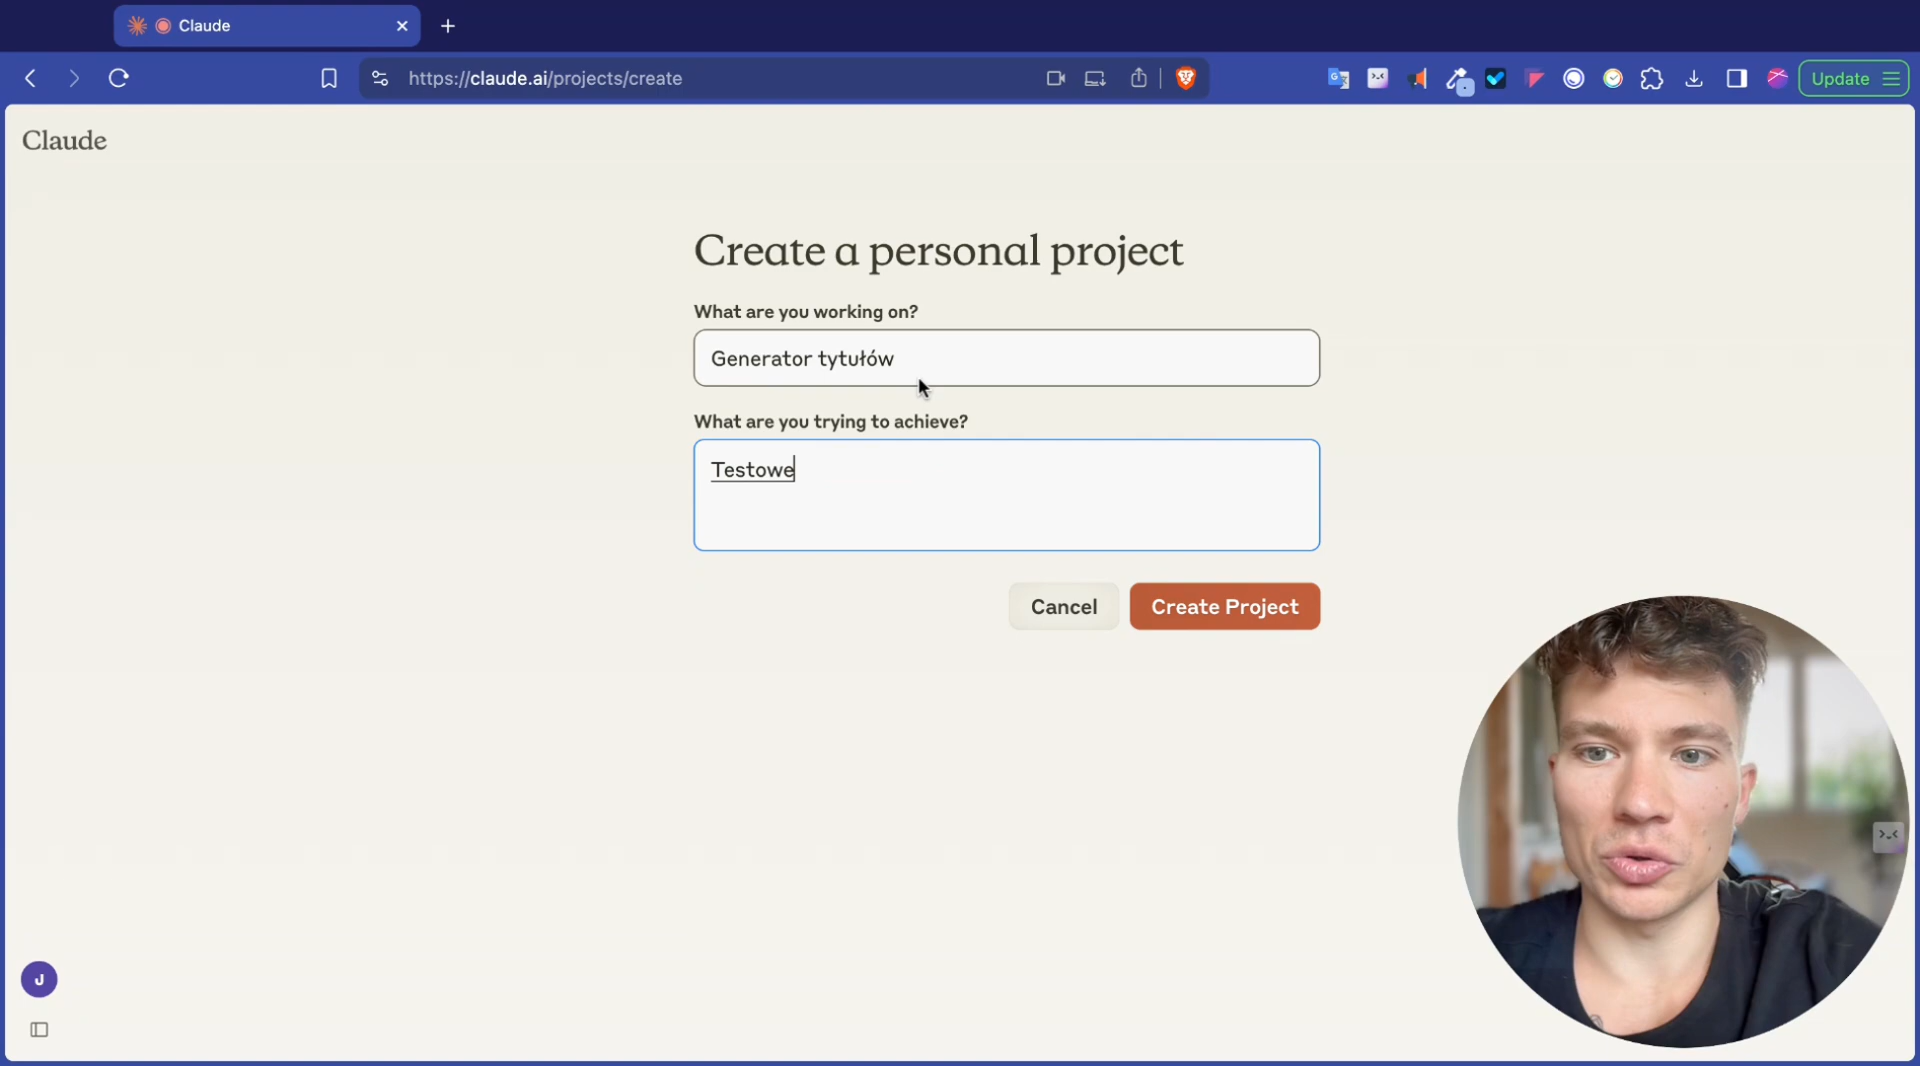 Claude
https://claude.ai/projects/create
Update
Claude
Create a personal project
What are you working on?
Generator tytułów
What are you trying to achieve?
Testowe
Cancel
Create Project
J